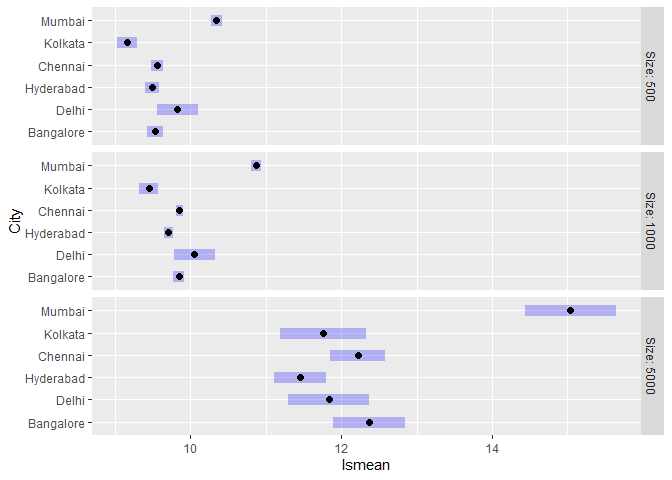 Mumbai
Kolkata
Chennai
Hyderabad
Delhi
Bangalore
Size: 500
Mumbai
Kolkata
Chennai
Hyderabad
Delhi
Bangalore
Size: 1000
City
Mumbai
Kolkata
Chennai
Hyderabad
Delhi
Bangalore
Size: 5000
10 12 14
lsmean